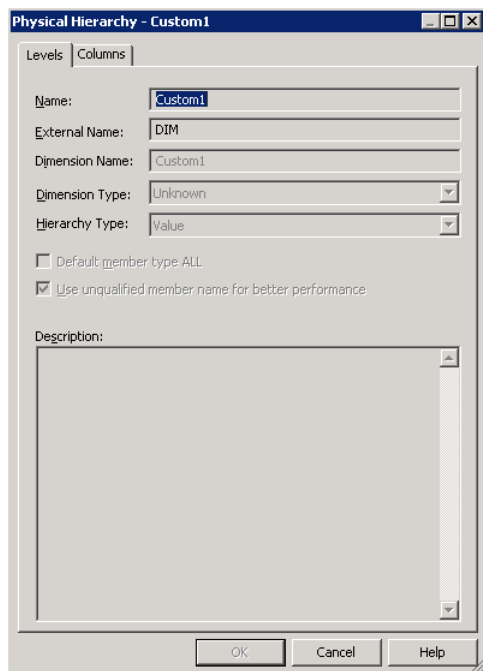 Physical Hierarchy - Custom1
Levels Columns
Name: Custom1
External Name: DIM
Dimension Name: Custom1
Dimension Type: Unknown
Hierarchy Type: Value
Default member type ALL
Use unqualified member name for better performance
Description:
OK Cancel Help